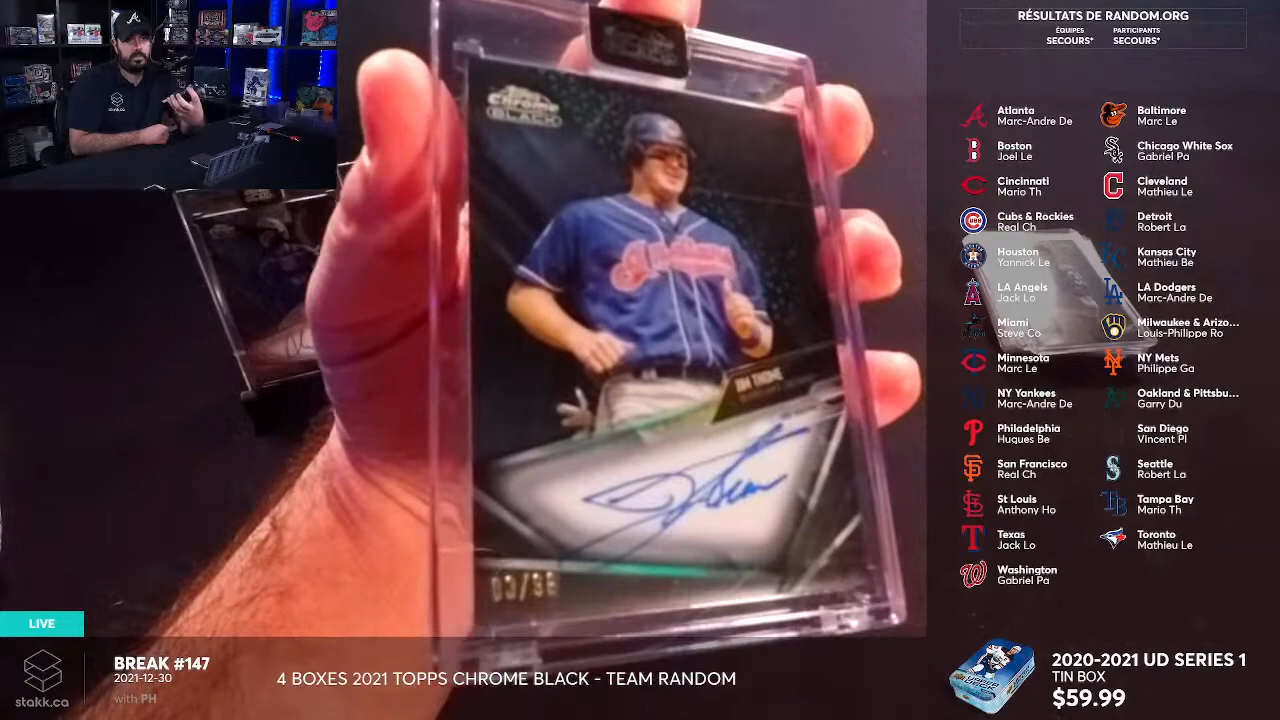 RÉSULTATS DE RANDOM.ORG
ÉQUIPES PARTICIPANTS
SECOURS* SECOURS*
Atlanta
Marc-Andre De
Baltimore
Marc Le
Boston
Joel Le
Chicago White Sox
Gabriel Pa
Cincinnati
Mario Th
Cleveland
Mathieu Le
Cubs & Rockies
Real Ch
Detroit
Robert La
Houston
Yannick Le
Kansas City
Mathieu Be
LA Angels
Jack Lo
LA Dodgers
Marc-Andre De
Miami
Steve Co
Milwaukee & Arizo...
Louis-Philippe Ro
Minnesota
Marc Le
NY Mets
Philippe Ga
NY Yankees
Marc-Andre De
Oakland & Pittsbu...
Garry Du
Philadelphia
Hugues Be
San Diego
Vincent Pl
San Francisco
Real Ch
Seattle
Robert La
St Louis
Anthony Ho
Tampa Bay
Mario Th
Texas
Jack Lo
Toronto
Mathieu Le
Washington
Gabriel Pa
Topps
Chrome
BLACK
Indians
JIM THOME
LIVE
stakk.ca
BREAK #147
2021-12-30
with PH
4 BOXES 2021 TOPPS CHROME BLACK - TEAM RANDOM
2020-2021 UD SERIES 1
TIN BOX
$59.99